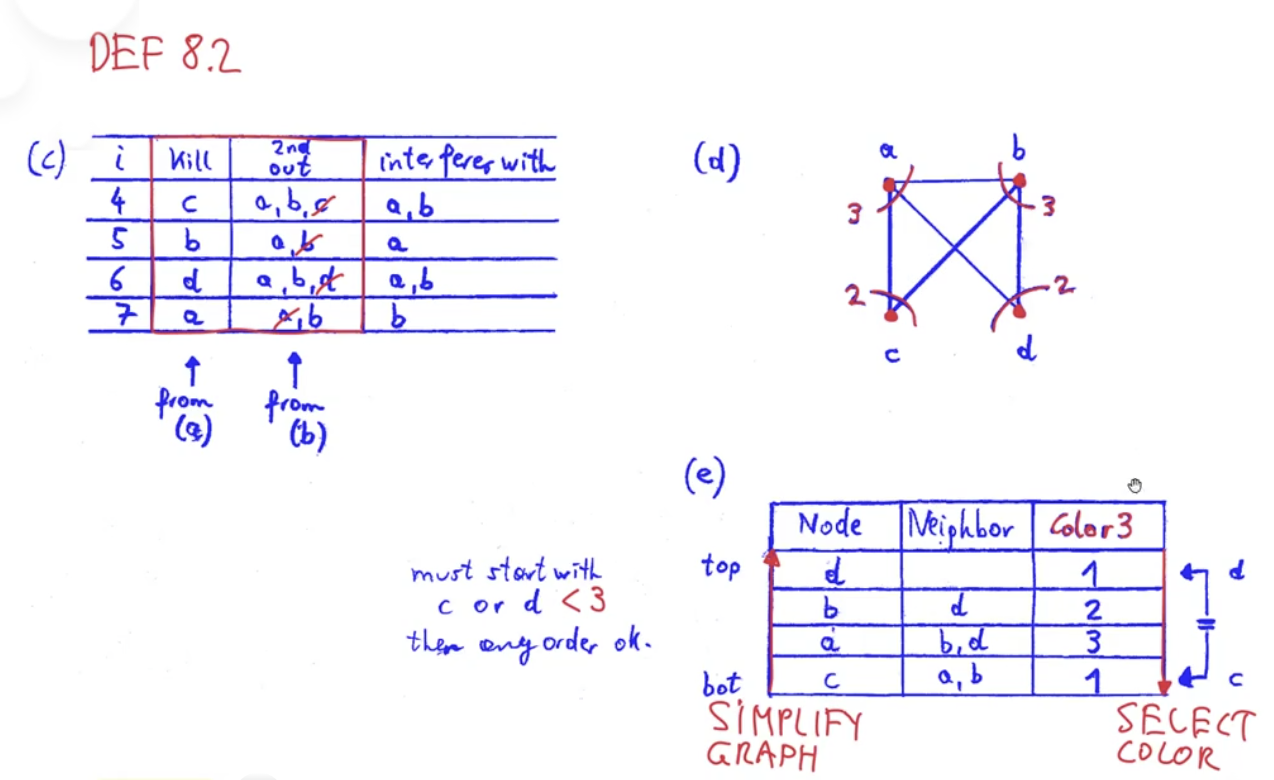 DEF 8.2
(c)
i kill 2nd out interferes with
4 c a, b, c a, b
5 b a, b a
6 d a, b, d a, b
7 a a, b b
from (a) from (b)
(d)
a b
3 3
2 2
c d
(e)
Node Neighbor Color 3
top d 1 d
b d 2 =
a b, d 3
bot c a, b 1 c
SIMPLIFY GRAPH SELECT COLOR
must start with
c or d < 3
then any order ok.